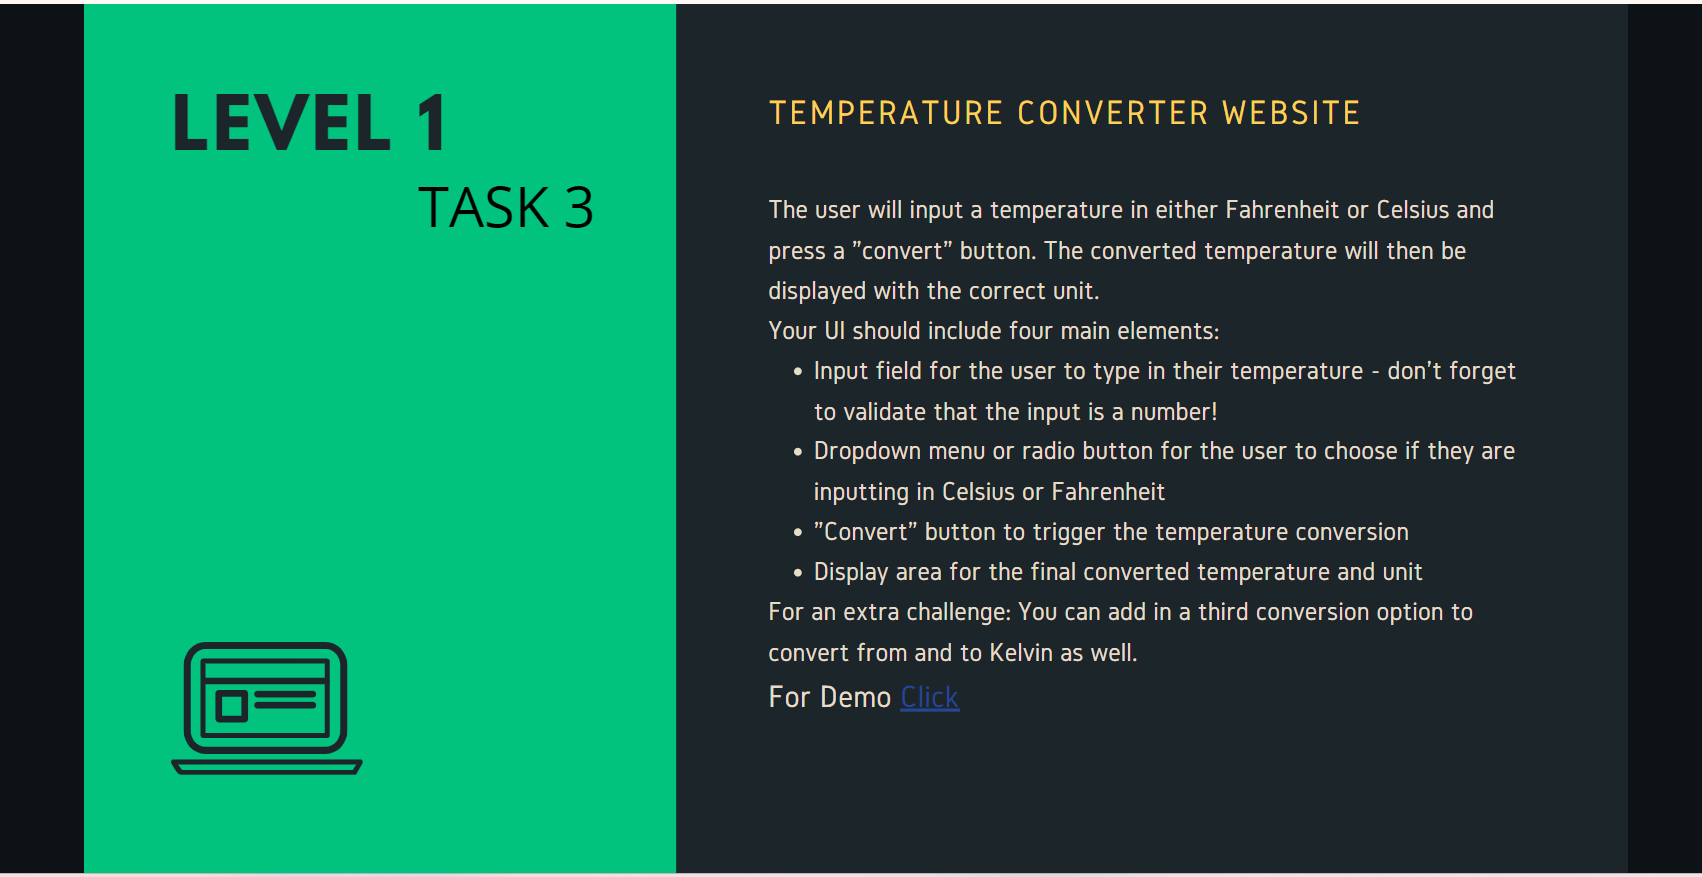 LEVEL 1
TASK 3
TEMPERATURE CONVERTER WEBSITE
The user will input a temperature in either Fahrenheit or Celsius and
press a ”convert” button. The converted temperature will then be
displayed with the correct unit.
Your UI should include four main elements:
• Input field for the user to type in their temperature - don’t forget
to validate that the input is a number!
• Dropdown menu or radio button for the user to choose if they are
inputting in Celsius or Fahrenheit
• ”Convert” button to trigger the temperature conversion
• Display area for the final converted temperature and unit
For an extra challenge: You can add in a third conversion option to
convert from and to Kelvin as well.
For Demo Click